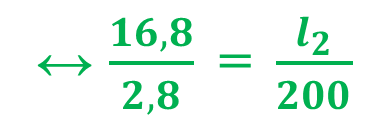 ↔ 16,8/2,8 = l₂/200